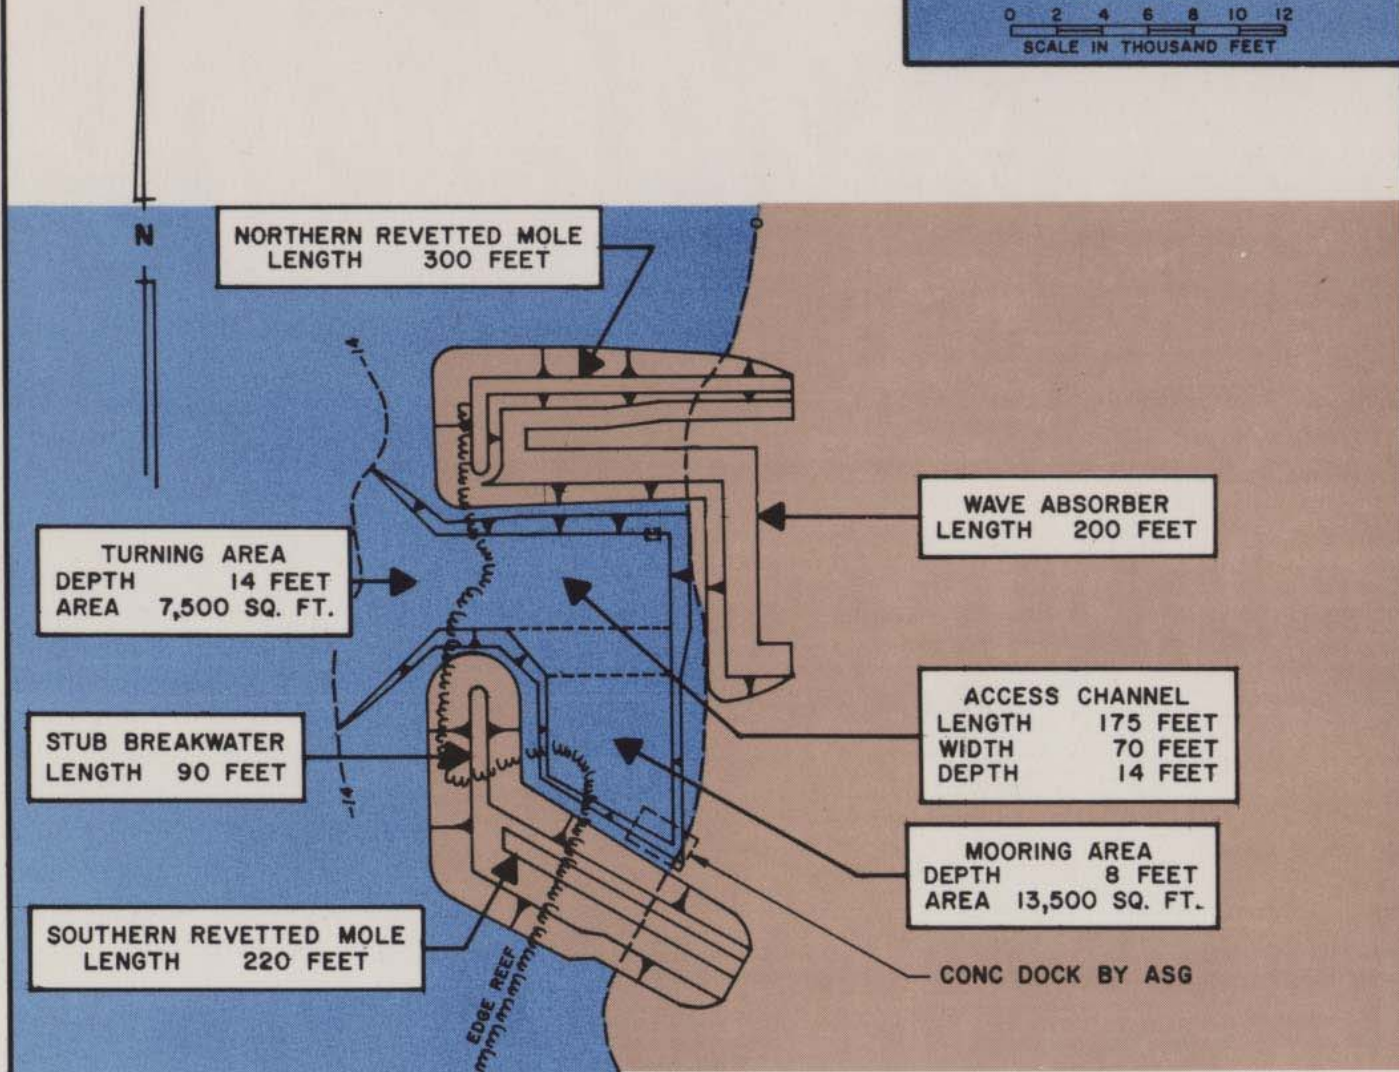 0 2 4 6 8 10 12
SCALE IN THOUSAND FEET
N
NORTHERN REVETTED MOLE
LENGTH 300 FEET
0
-14
WAVE ABSORBER
LENGTH 200 FEET
TURNING AREA
DEPTH 14 FEET
AREA 7,500 SQ. FT.
ACCESS CHANNEL
LENGTH 175 FEET
WIDTH 70 FEET
DEPTH 14 FEET
STUB BREAKWATER
LENGTH 90 FEET
-14
MOORING AREA
DEPTH 8 FEET
AREA 13,500 SQ. FT.
SOUTHERN REVETTED MOLE
LENGTH 220 FEET
EDGE REEF
CONC DOCK BY ASG